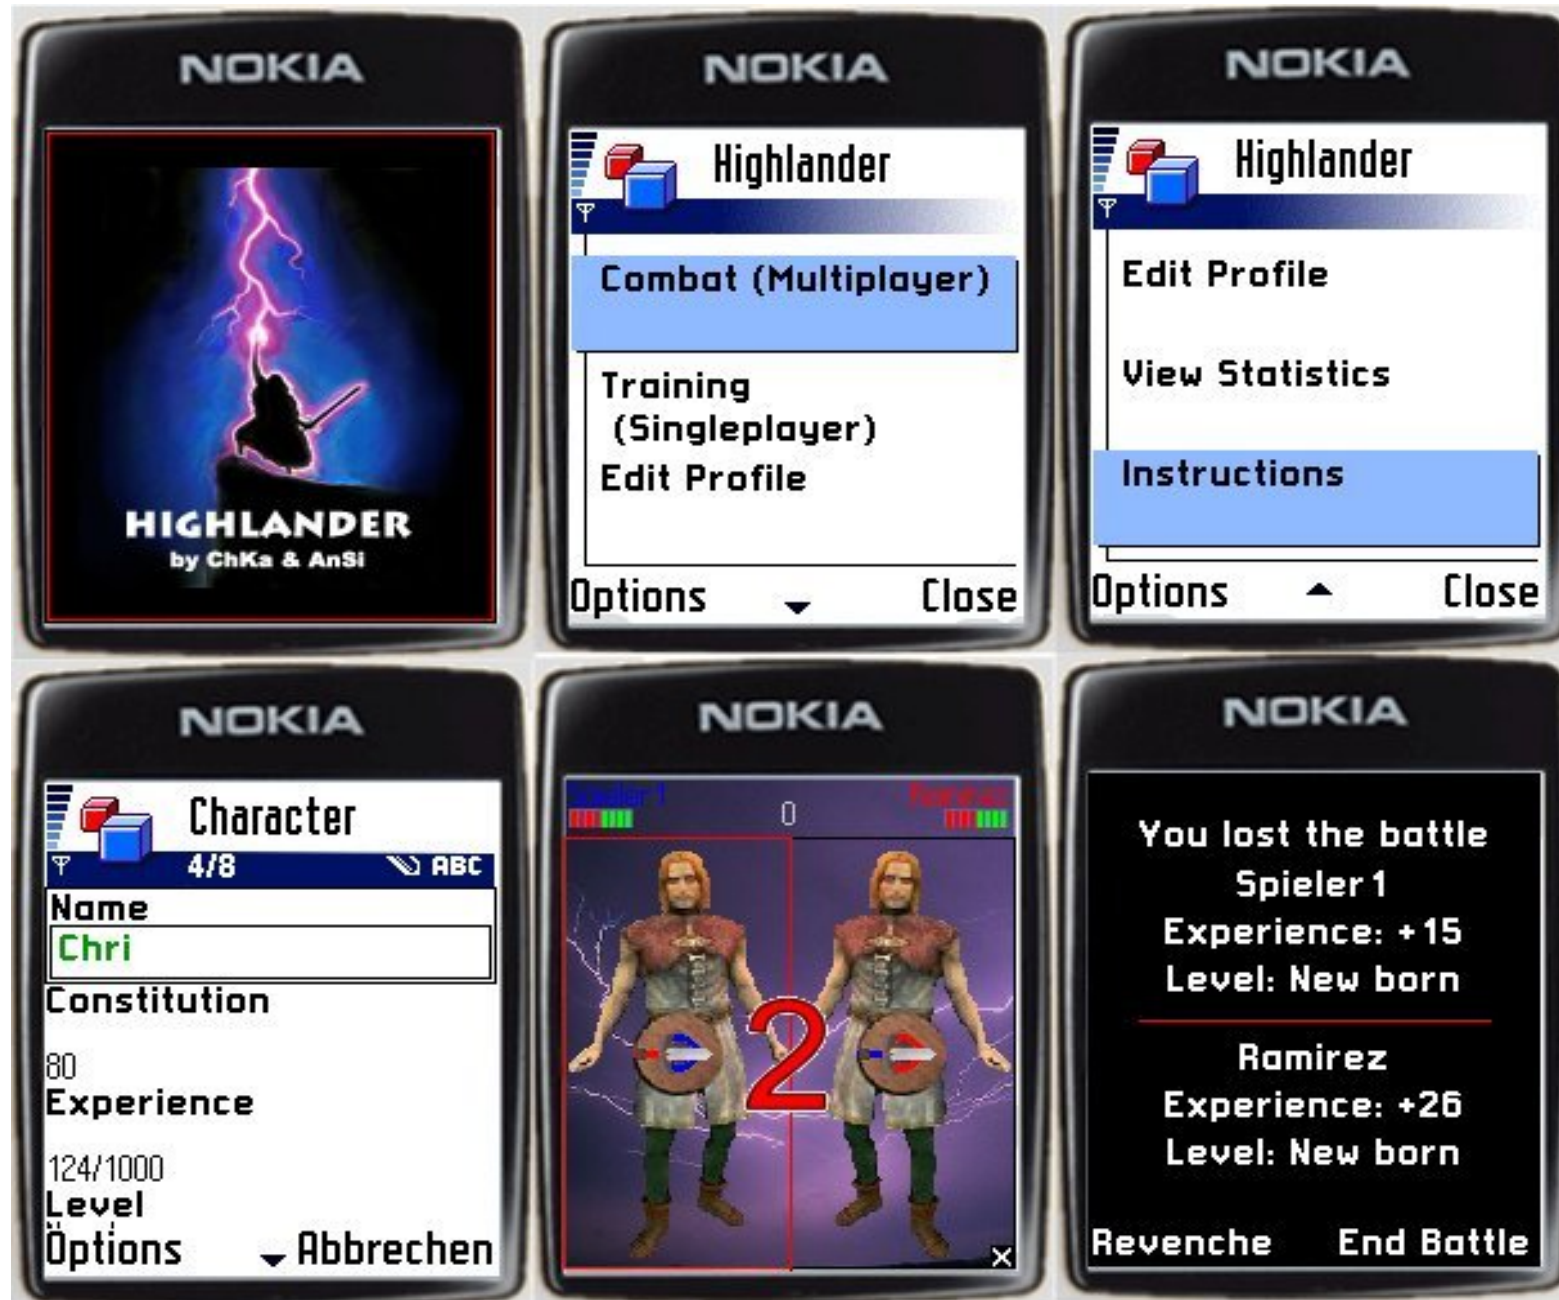 NOKIA
HIGHLANDER
by ChKa & AnSi
NOKIA
Highlander
Combat (Multiplayer)
Training
(Singleplayer)
Edit Profile
Options
Close
NOKIA
Highlander
Edit Profile
View Statistics
Instructions
Options
Close
NOKIA
Character
4/8
ABC
Name
Chri
Constitution
80
Experience
124/1000
Level
Options
Abbrechen
NOKIA
Spieler 1
0
Ramirez
2
NOKIA
You lost the battle
Spieler 1
Experience: +15
Level: New born
Ramirez
Experience: +26
Level: New born
Revenche
End Battle